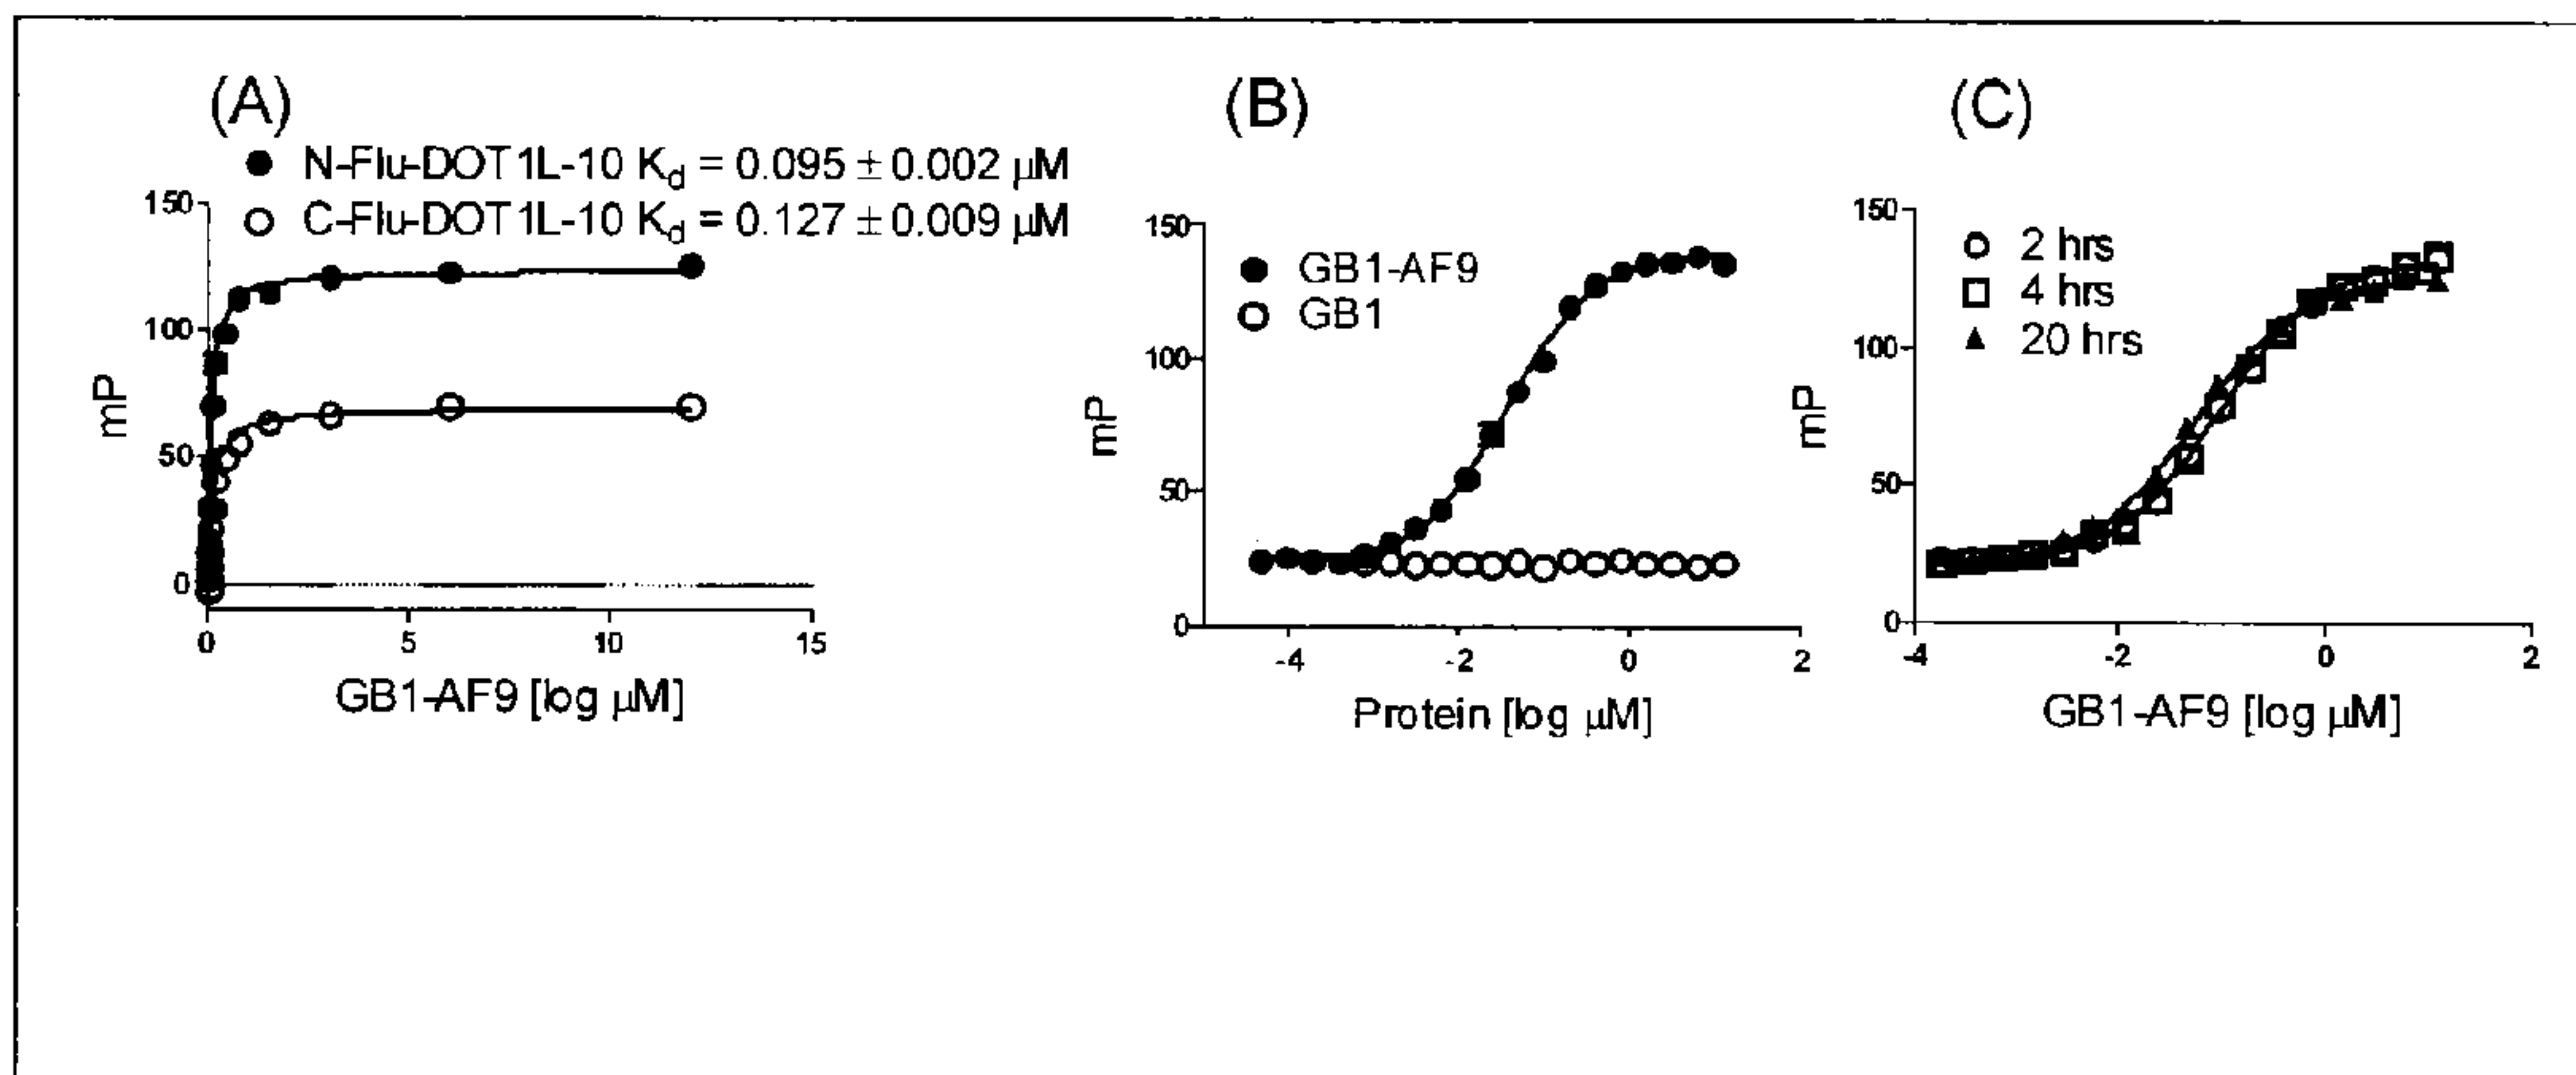 (A)
● N-Flu-DOT1L-10 Kd = 0.095 ± 0.002 μM
○ C-Flu-DOT1L-10 Kd = 0.127 ± 0.009 μM
150
100
50
0
mP
0 5 10 15
GB1-AF9 [log μM]
(B)
● GB1-AF9
○ GB1
150
100
50
0
mP
-4 -2 0 2
Protein [log μM]
(C)
○ 2 hrs
□ 4 hrs
▲ 20 hrs
150
100
50
0
mP
-4 -2 0 2
GB1-AF9 [log μM]